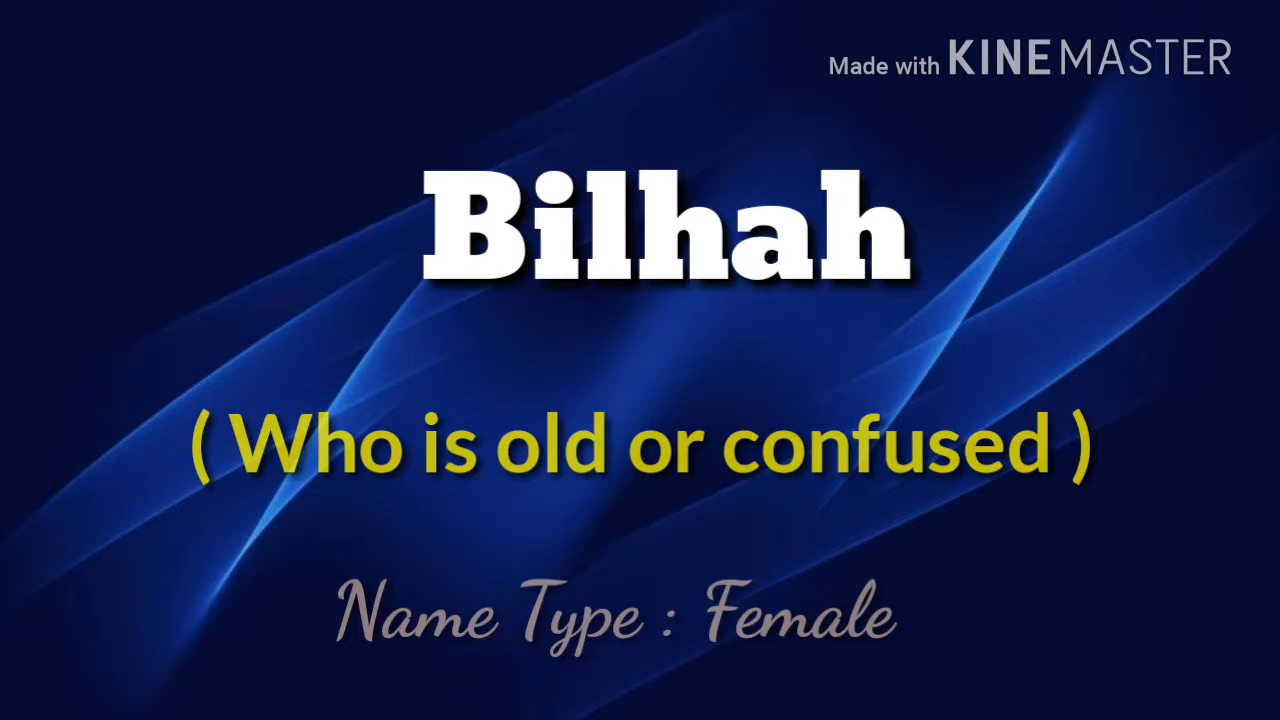 Made with KINEMASTER
Bilhah
( Who is old or confused )
Name Type : Female